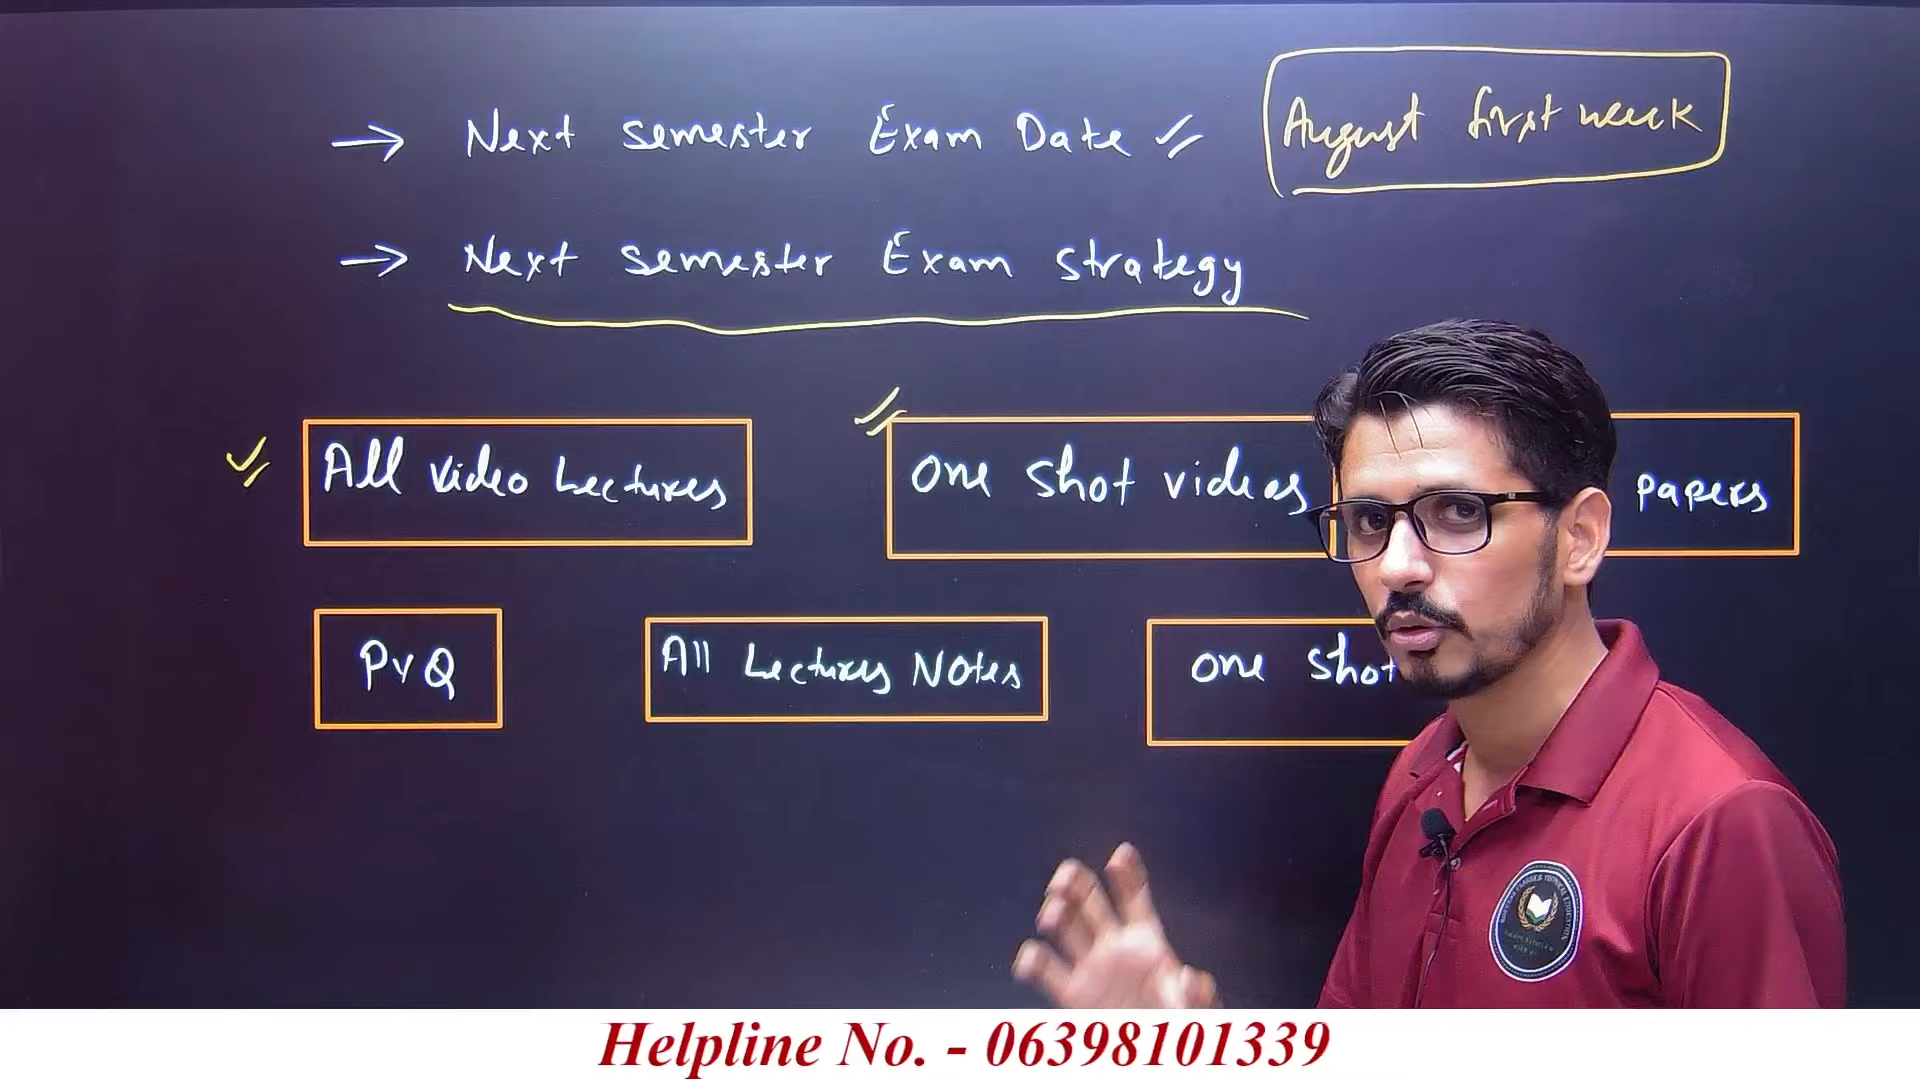 → Next semester Exam Date August first week
→ Next semester Exam strategy
All video Lectures One Shot videos papers
PYQ All Lectures Notes One Shot
Helpline No. - 06398101339